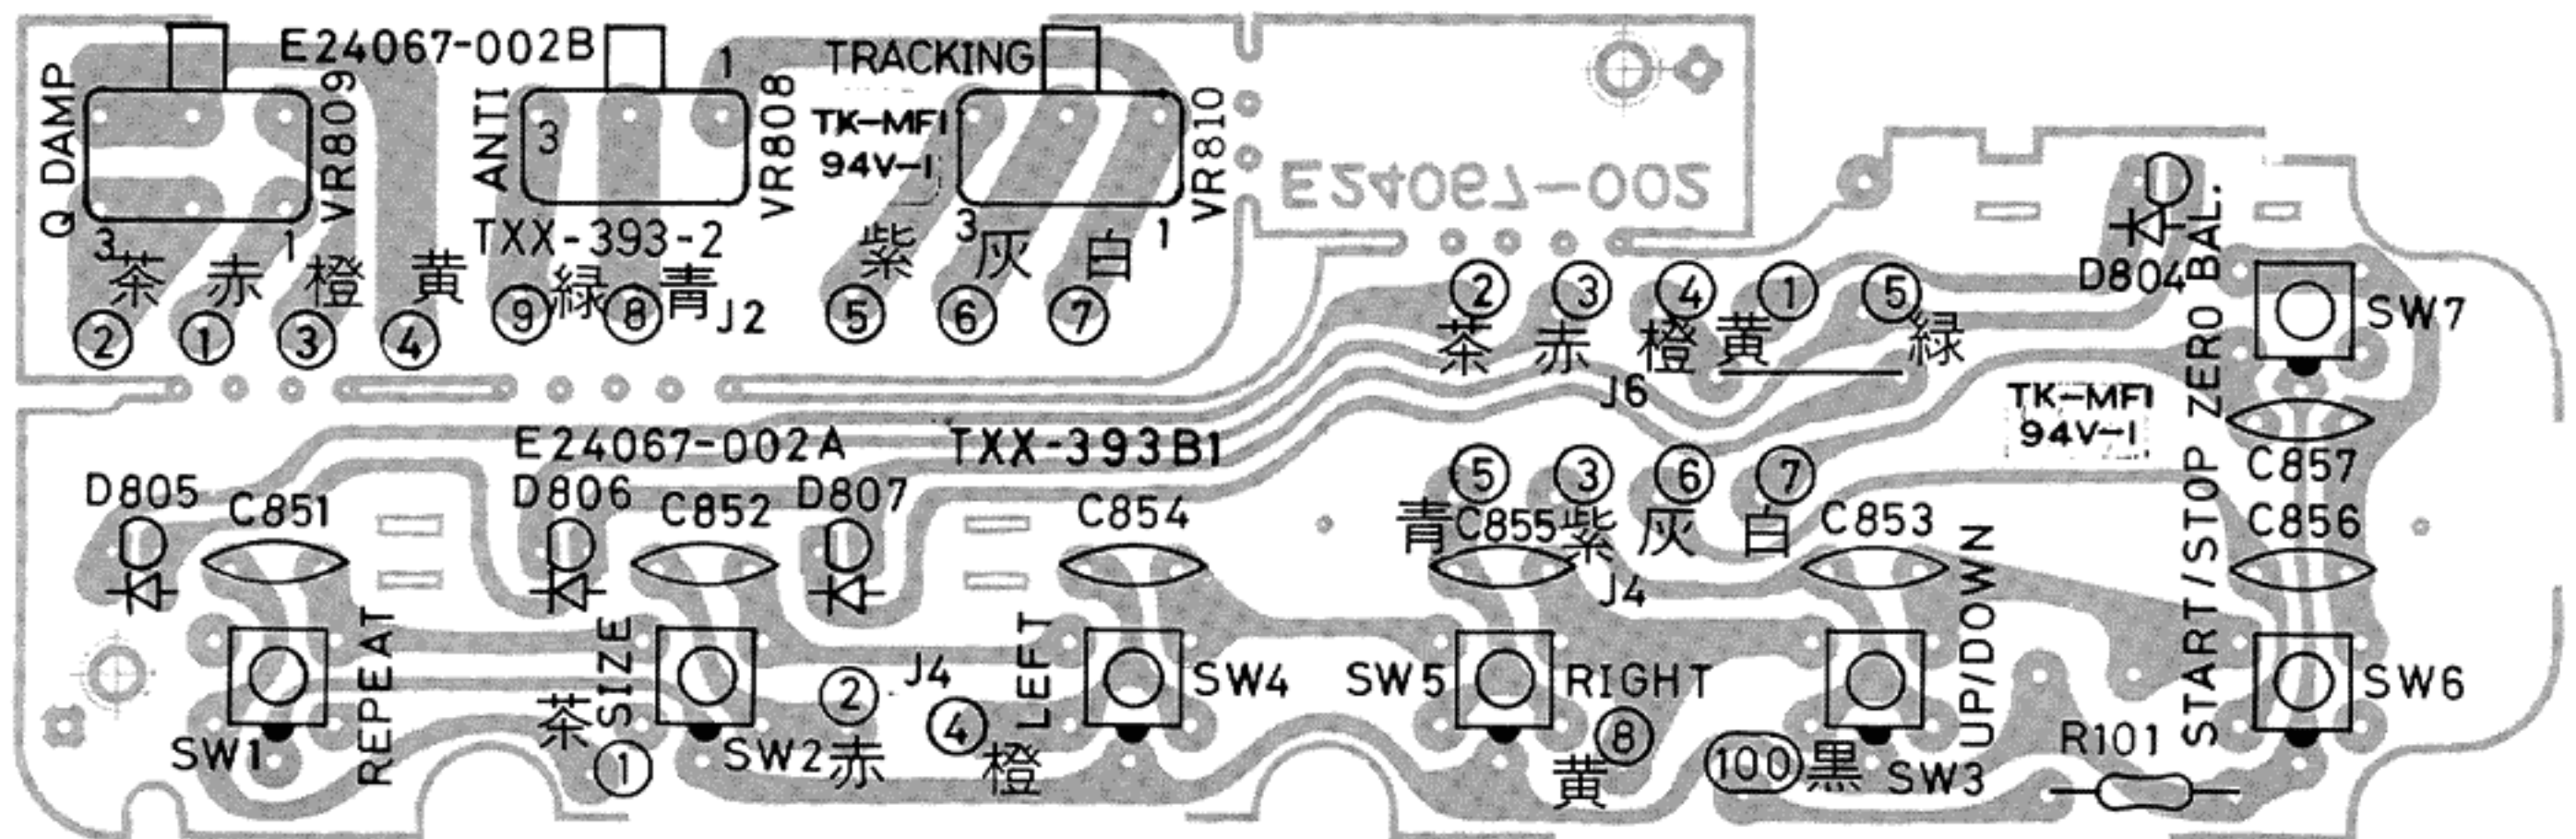 E24067-002B
Q DAMP
VR809
ANTI
1
3
VR808
TRACKING
TK-MFI
94V-I
VR810
3
1
TXX-393-2
3
1
茶 赤 橙 黄
② ① ③ ④
⑨ 緑 ⑧ 青 J2
紫 灰 白
⑤ ⑥ ⑦
E24067-002
D804
ZERO BAL.
SW7
② ③ ④ ① ⑤
茶 赤 橙 黄 緑
J6
TK-MFI
94V-I
E24067-002A
TXX-393B1
D805
C851
D806
C852
D807
C854
⑤ ③ ⑥ ⑦
青 C855 紫 灰 白
J4
C853
C857
C856
REPEAT
SW1
SIZE
茶
①
SW2
②
赤
J4
④
橙
LEFT
SW4
SW5
RIGHT
⑧
黄
100 黒
SW3
UP/DOWN
R101
START/STOP
SW6